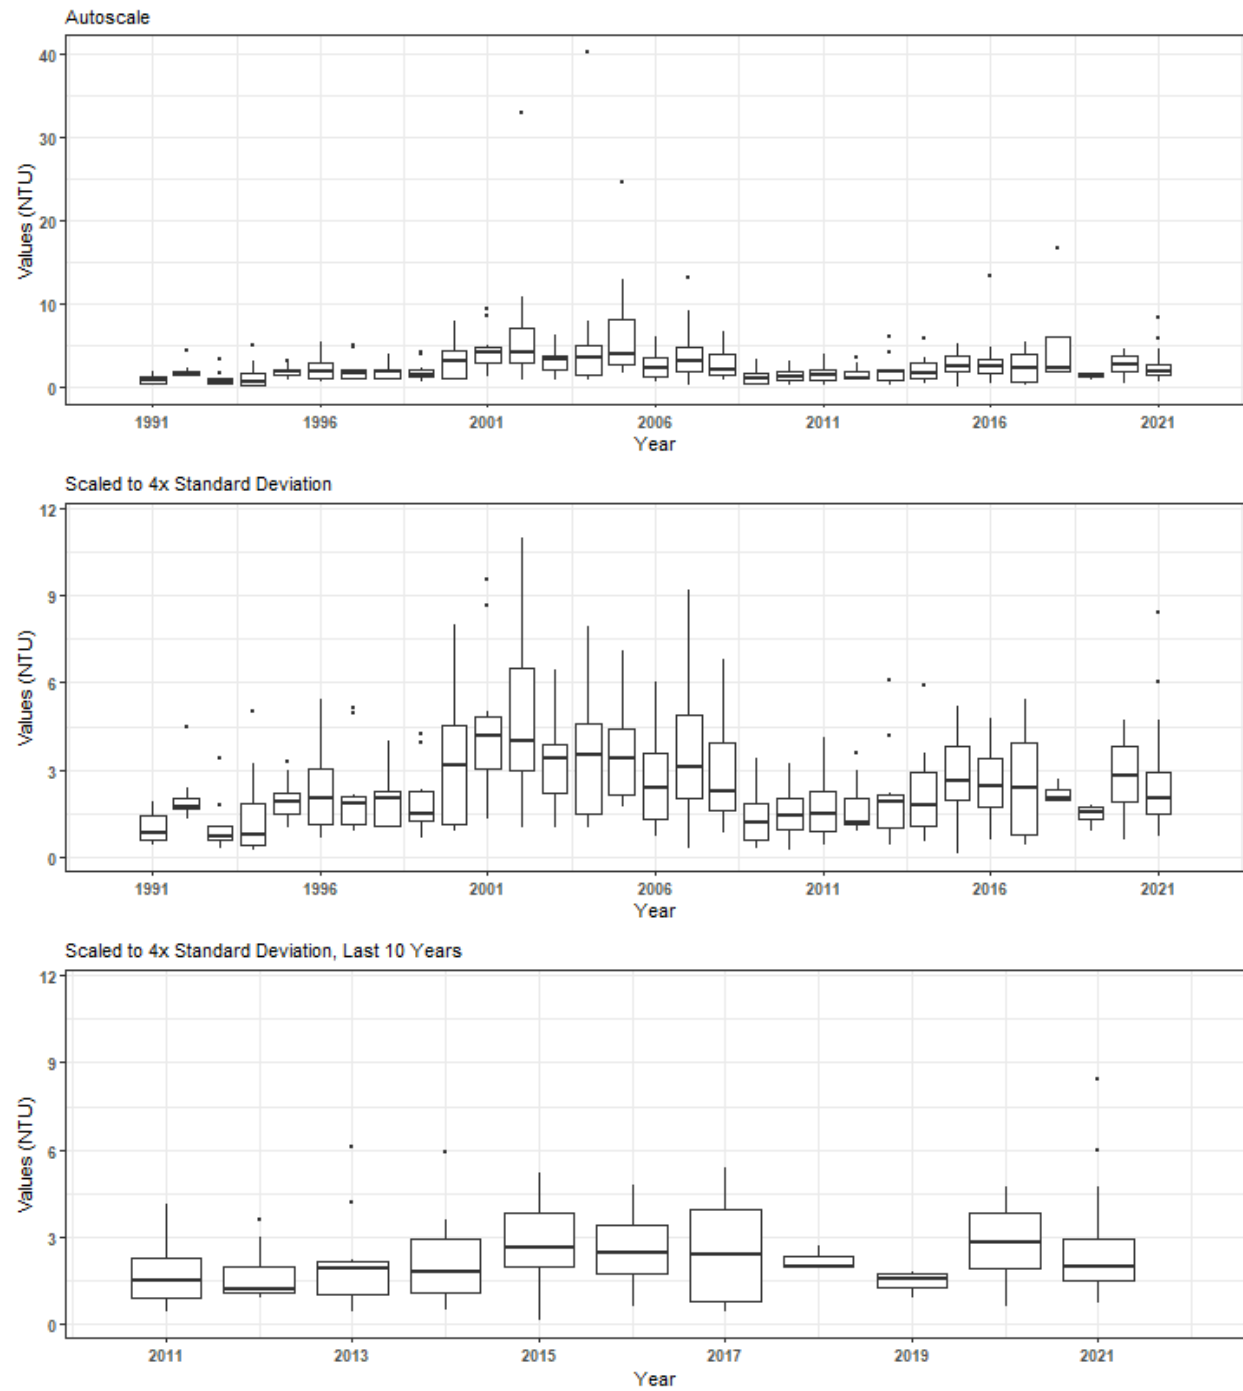 Autoscale
40
30
20
10
0
Values (NTU)
1991 1996 2001 2006 2011 2016 2021
Year
Scaled to 4x Standard Deviation
12
9
6
3
0
Values (NTU)
1991 1996 2001 2006 2011 2016 2021
Year
Scaled to 4x Standard Deviation, Last 10 Years
12
9
6
3
0
Values (NTU)
2011 2013 2015 2017 2019 2021
Year